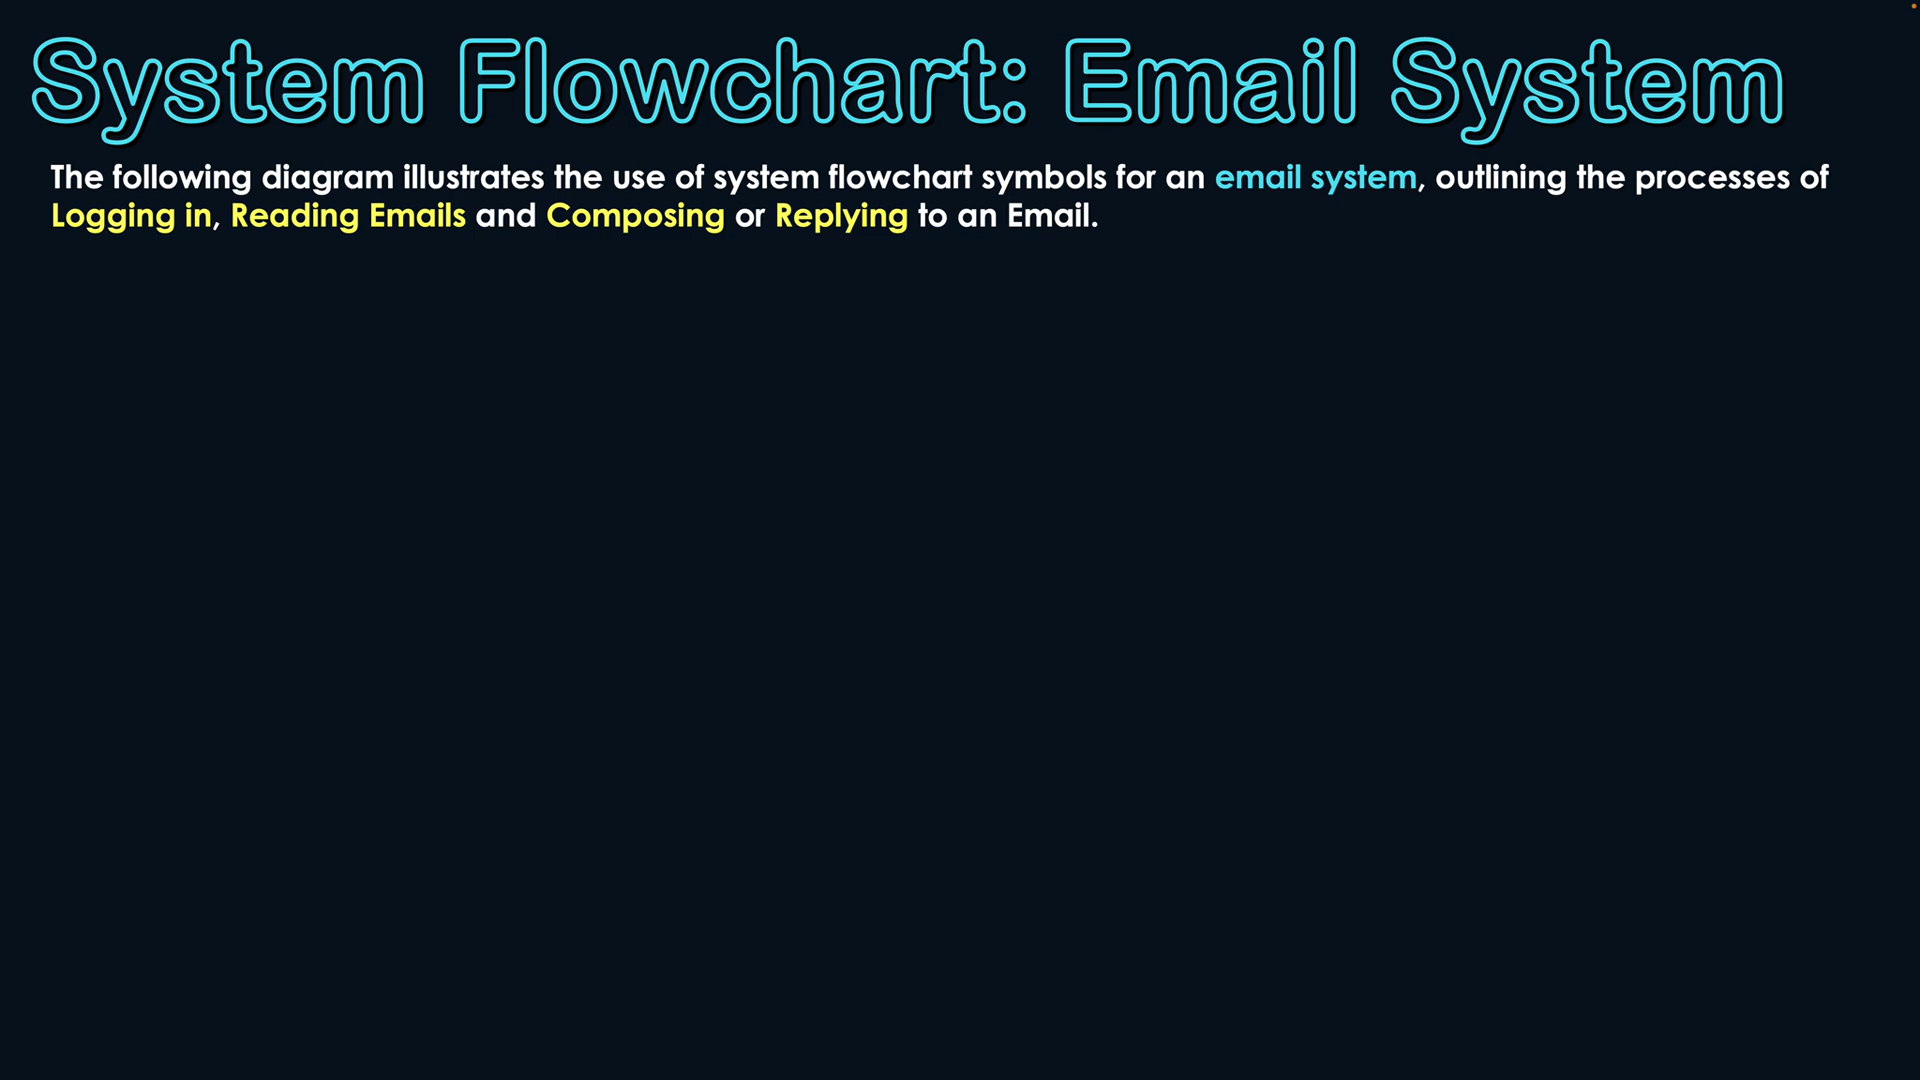 System Flowchart: Email System
The following diagram illustrates the use of system flowchart symbols for an email system, outlining the processes of
Logging in, Reading Emails and Composing or Replying to an Email.